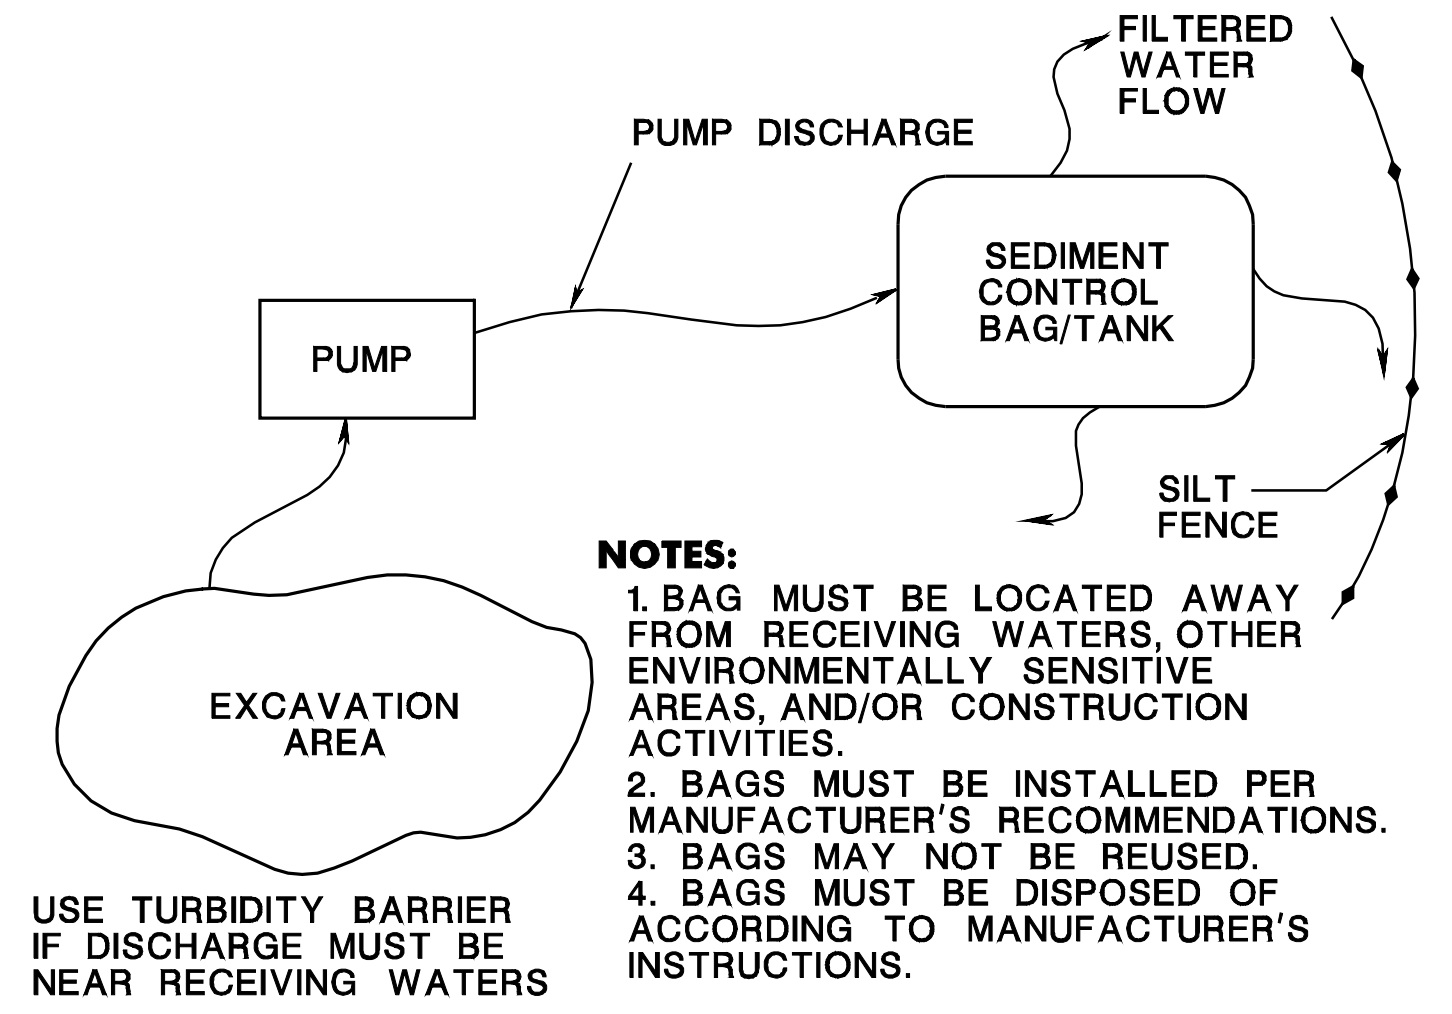 FILTERED
WATER
FLOW
PUMP DISCHARGE
SEDIMENT
CONTROL
BAG/TANK
PUMP
SILT
FENCE
EXCAVATION
AREA
USE TURBIDITY BARRIER
IF DISCHARGE MUST BE
NEAR RECEIVING WATERS
NOTES:
1. BAG MUST BE LOCATED AWAY
FROM RECEIVING WATERS, OTHER
ENVIRONMENTALLY SENSITIVE
AREAS, AND/OR CONSTRUCTION
ACTIVITIES.
2. BAGS MUST BE INSTALLED PER
MANUFACTURER'S RECOMMENDATIONS.
3. BAGS MAY NOT BE REUSED.
4. BAGS MUST BE DISPOSED OF
ACCORDING TO MANUFACTURER'S
INSTRUCTIONS.